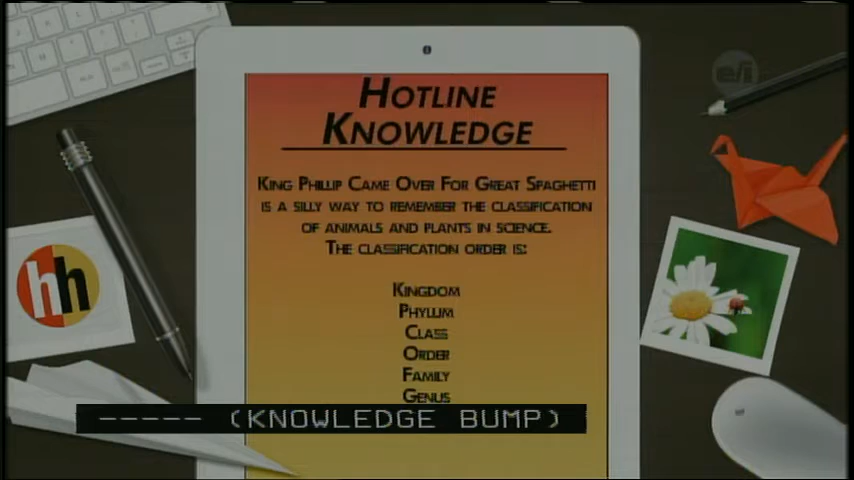 e/i
HOTLINE
KNOWLEDGE
KING PHILLIP CAME OVER FOR GREAT SPAGHETTI
IS A SILLY WAY TO REMEMBER THE CLASSIFICATION
OF ANIMALS AND PLANTS IN SCIENCE.
THE CLASSIFICATION ORDER IS:
KINGDOM
PHYLUM
CLASS
ORDER
FAMILY
GENUS
hh
----- (KNOWLEDGE BUMP)